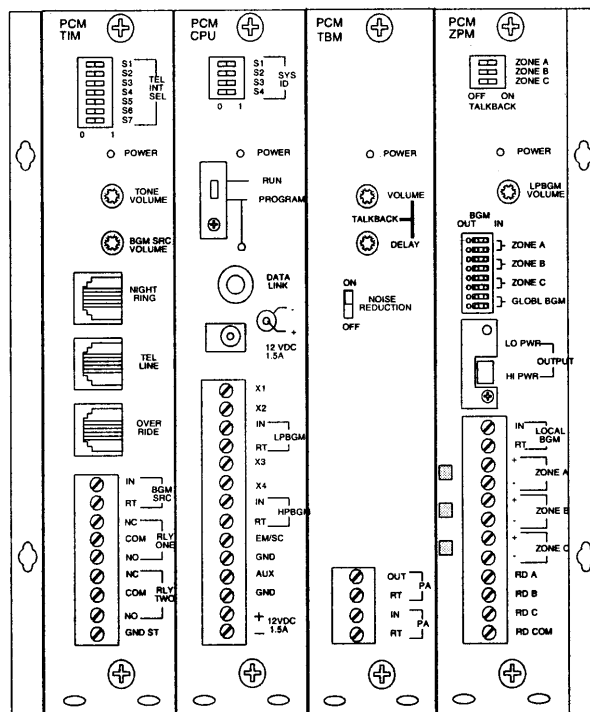 PCM
TIM
S1
S2
S3
S4
S5
S6
S7
TEL
INT
SEL
0 1
POWER
TONE
VOLUME
BGM SRC
VOLUME
NIGHT
RING
TEL
LINE
OVER
RIDE
IN
RT
BGM
SRC
NC
COM
NO
RLY
ONE
NC
COM
NO
RLY
TWO
GND ST
PCM
CPU
S1
S2
S3
S4
SYS
ID
0 1
POWER
RUN
PROGRAM
DATA
LINK
-
+
12 VDC
1.5A
X1
X2
IN
RT
LPBGM
X3
X4
IN
RT
HPBGM
EM/SC
GND
AUX
GND
+
-
12VDC
1.5A
PCM
TBM
POWER
VOLUME
TALKBACK
DELAY
ON
OFF
NOISE
REDUCTION
OUT
RT
PA
IN
RT
PA
PCM
ZPM
ZONE A
ZONE B
ZONE C
OFF ON
TALKBACK
POWER
LPBGM
VOLUME
BGM
OUT IN
ZONE A
ZONE B
ZONE C
GLOBL BGM
LO PWR
HI PWR
OUTPUT
IN
RT
LOCAL
BGM
+
-
ZONE A
+
-
ZONE B
+
-
ZONE C
RD A
RD B
RD C
RD COM